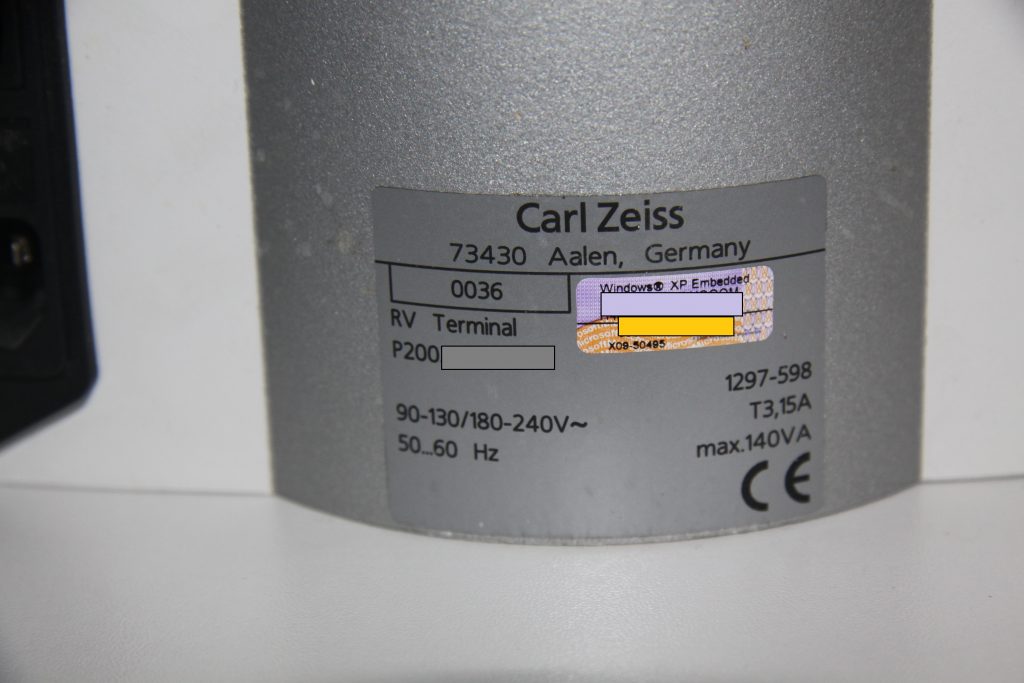 Carl Zeiss
73430 Aalen, Germany
0036
Windows® XP Embedded
RV Terminal
X09-50495
P200
1297-598
90-130/180-240V~
T3,15A
50...60 Hz
max.140VA
CE